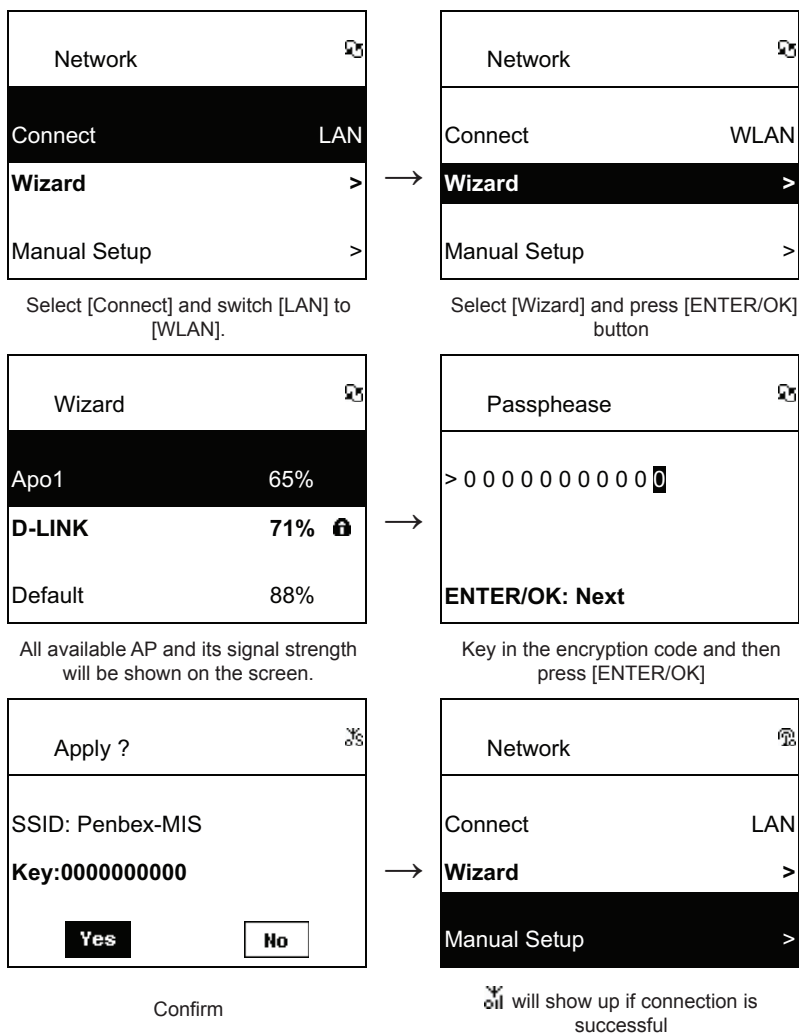 Network
Connect LAN
Wizard >
Manual Setup >
Select [Connect] and switch [LAN] to
[WLAN].
→
Network
Connect WLAN
Wizard >
Manual Setup >
Select [Wizard] and press [ENTER/OK]
button
Wizard
Apo1 65%
D-LINK 71%
Default 88%
All available AP and its signal strength
will be shown on the screen.
→
Passphease
> 0 0 0 0 0 0 0 0 0 0 0
ENTER/OK: Next
Key in the encryption code and then
press [ENTER/OK]
Apply ?
SSID: Penbex-MIS
Key:0000000000
Yes No
Confirm
→
Network
Connect LAN
Wizard >
Manual Setup >
will show up if connection is
successful